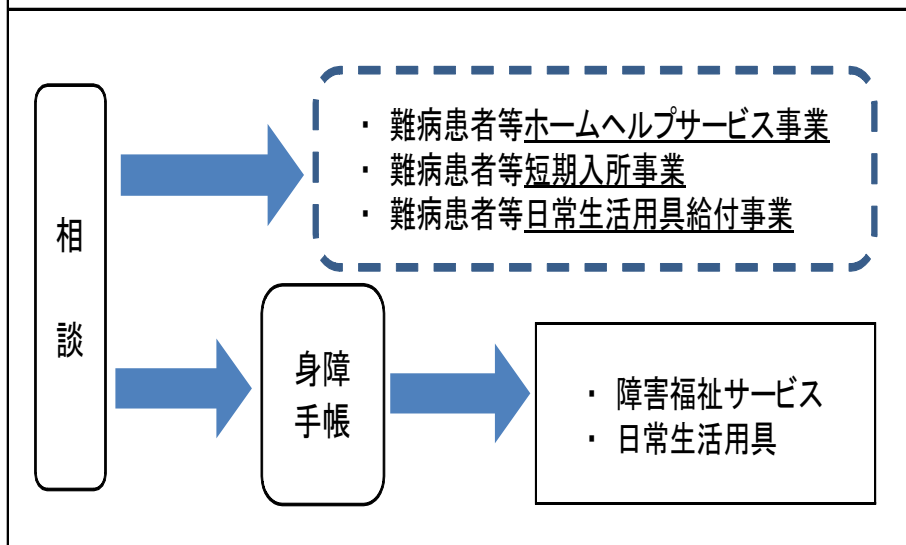 相談
・ 難病患者等ホームヘルプサービス事業
・ 難病患者等短期入所事業
・ 難病患者等日常生活用具給付事業
身障
手帳
・ 障害福祉サービス
・ 日常生活用具